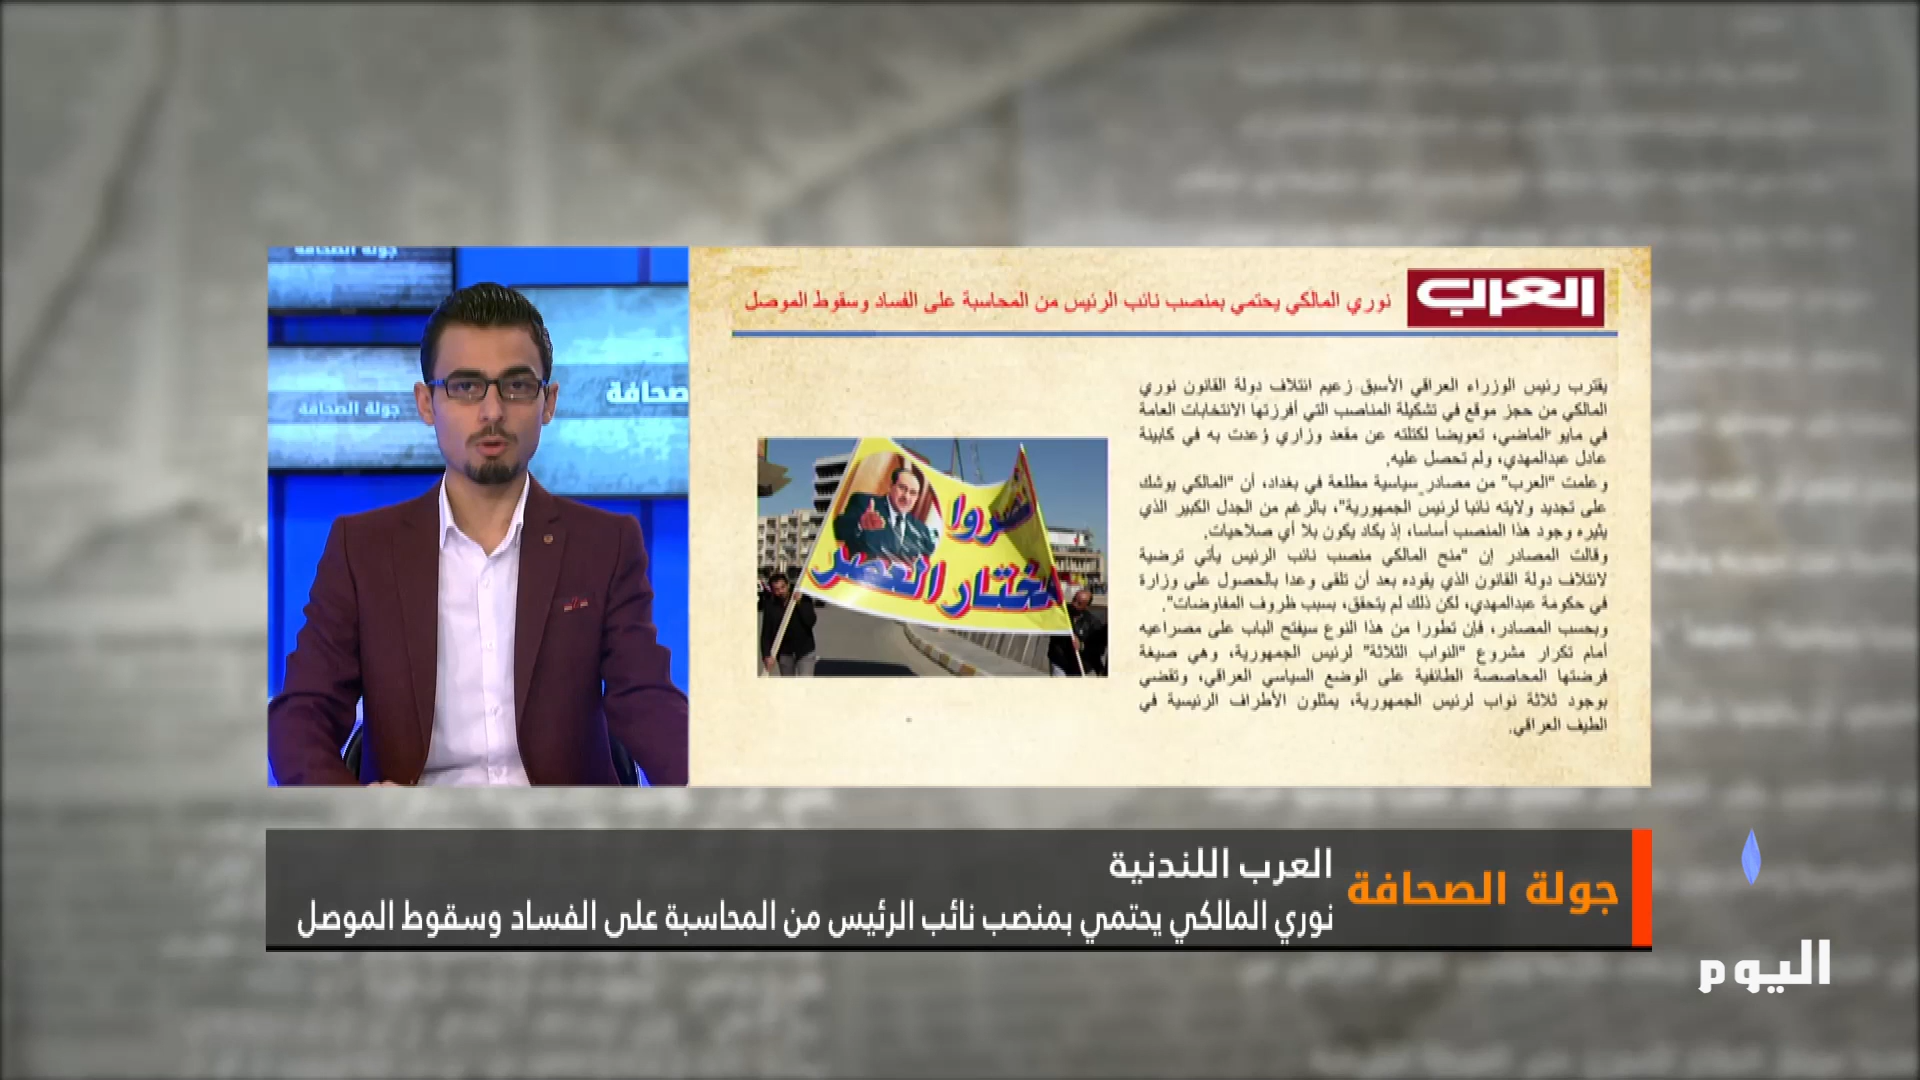 جولة الصحافة
جولة الصحافة
صحافة
العرب
نوري المالكي يحتمي بمنصب نائب الرئيس من المحاسبة على الفساد وسقوط الموصل
يقترب رئيس الوزراء العراقي الأسبق زعيم ائتلاف دولة القانون نوري
المالكي من حجز موقع في تشكيلة المناصب التي أفرزتها الانتخابات العامة
في مايو الماضي، تعويضا لكتلته عن مقعد وزاري وُعدت به في كابينة
عادل عبدالمهدي، ولم تحصل عليه.
وعلمت “العرب” من مصادر سياسية مطلعة في بغداد، أن “المالكي يوشك
على تجديد ولايته نائبا لرئيس الجمهورية”، بالرغم من الجدل الكبير الذي
يثيره وجود هذا المنصب أساسا، إذ يكاد يكون بلا أي صلاحيات.
وقالت المصادر إن “منح المالكي منصب نائب الرئيس يأتي ترضية
لائتلاف دولة القانون الذي يقوده بعد أن تلقى وعدا بالحصول على وزارة
في حكومة عبدالمهدي، لكن ذلك لم يتحقق، بسبب ظروف المفاوضات”.
وبحسب المصادر، فإن تطورا من هذا النوع سيفتح الباب على مصراعيه
أمام تكرار مشروع “النواب الثلاثة” لرئيس الجمهورية، وهي صيغة
فرضتها المحاصصة الطائفية على الوضع السياسي العراقي، وتقضي
بوجود ثلاثة نواب لرئيس الجمهورية، يمثلون الأطراف الرئيسية في
الطيف العراقي.
مختار العصر
جولة الصحافة
العرب اللندنية
نوري المالكي يحتمي بمنصب نائب الرئيس من المحاسبة على الفساد وسقوط الموصل
اليوم